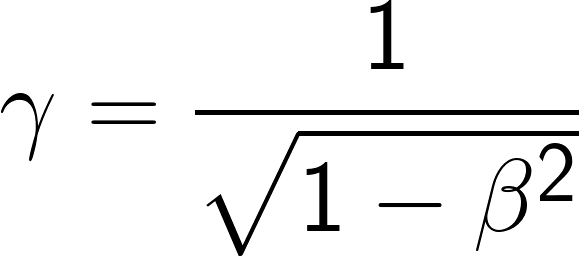 γ = 1 / √(1 − β²)